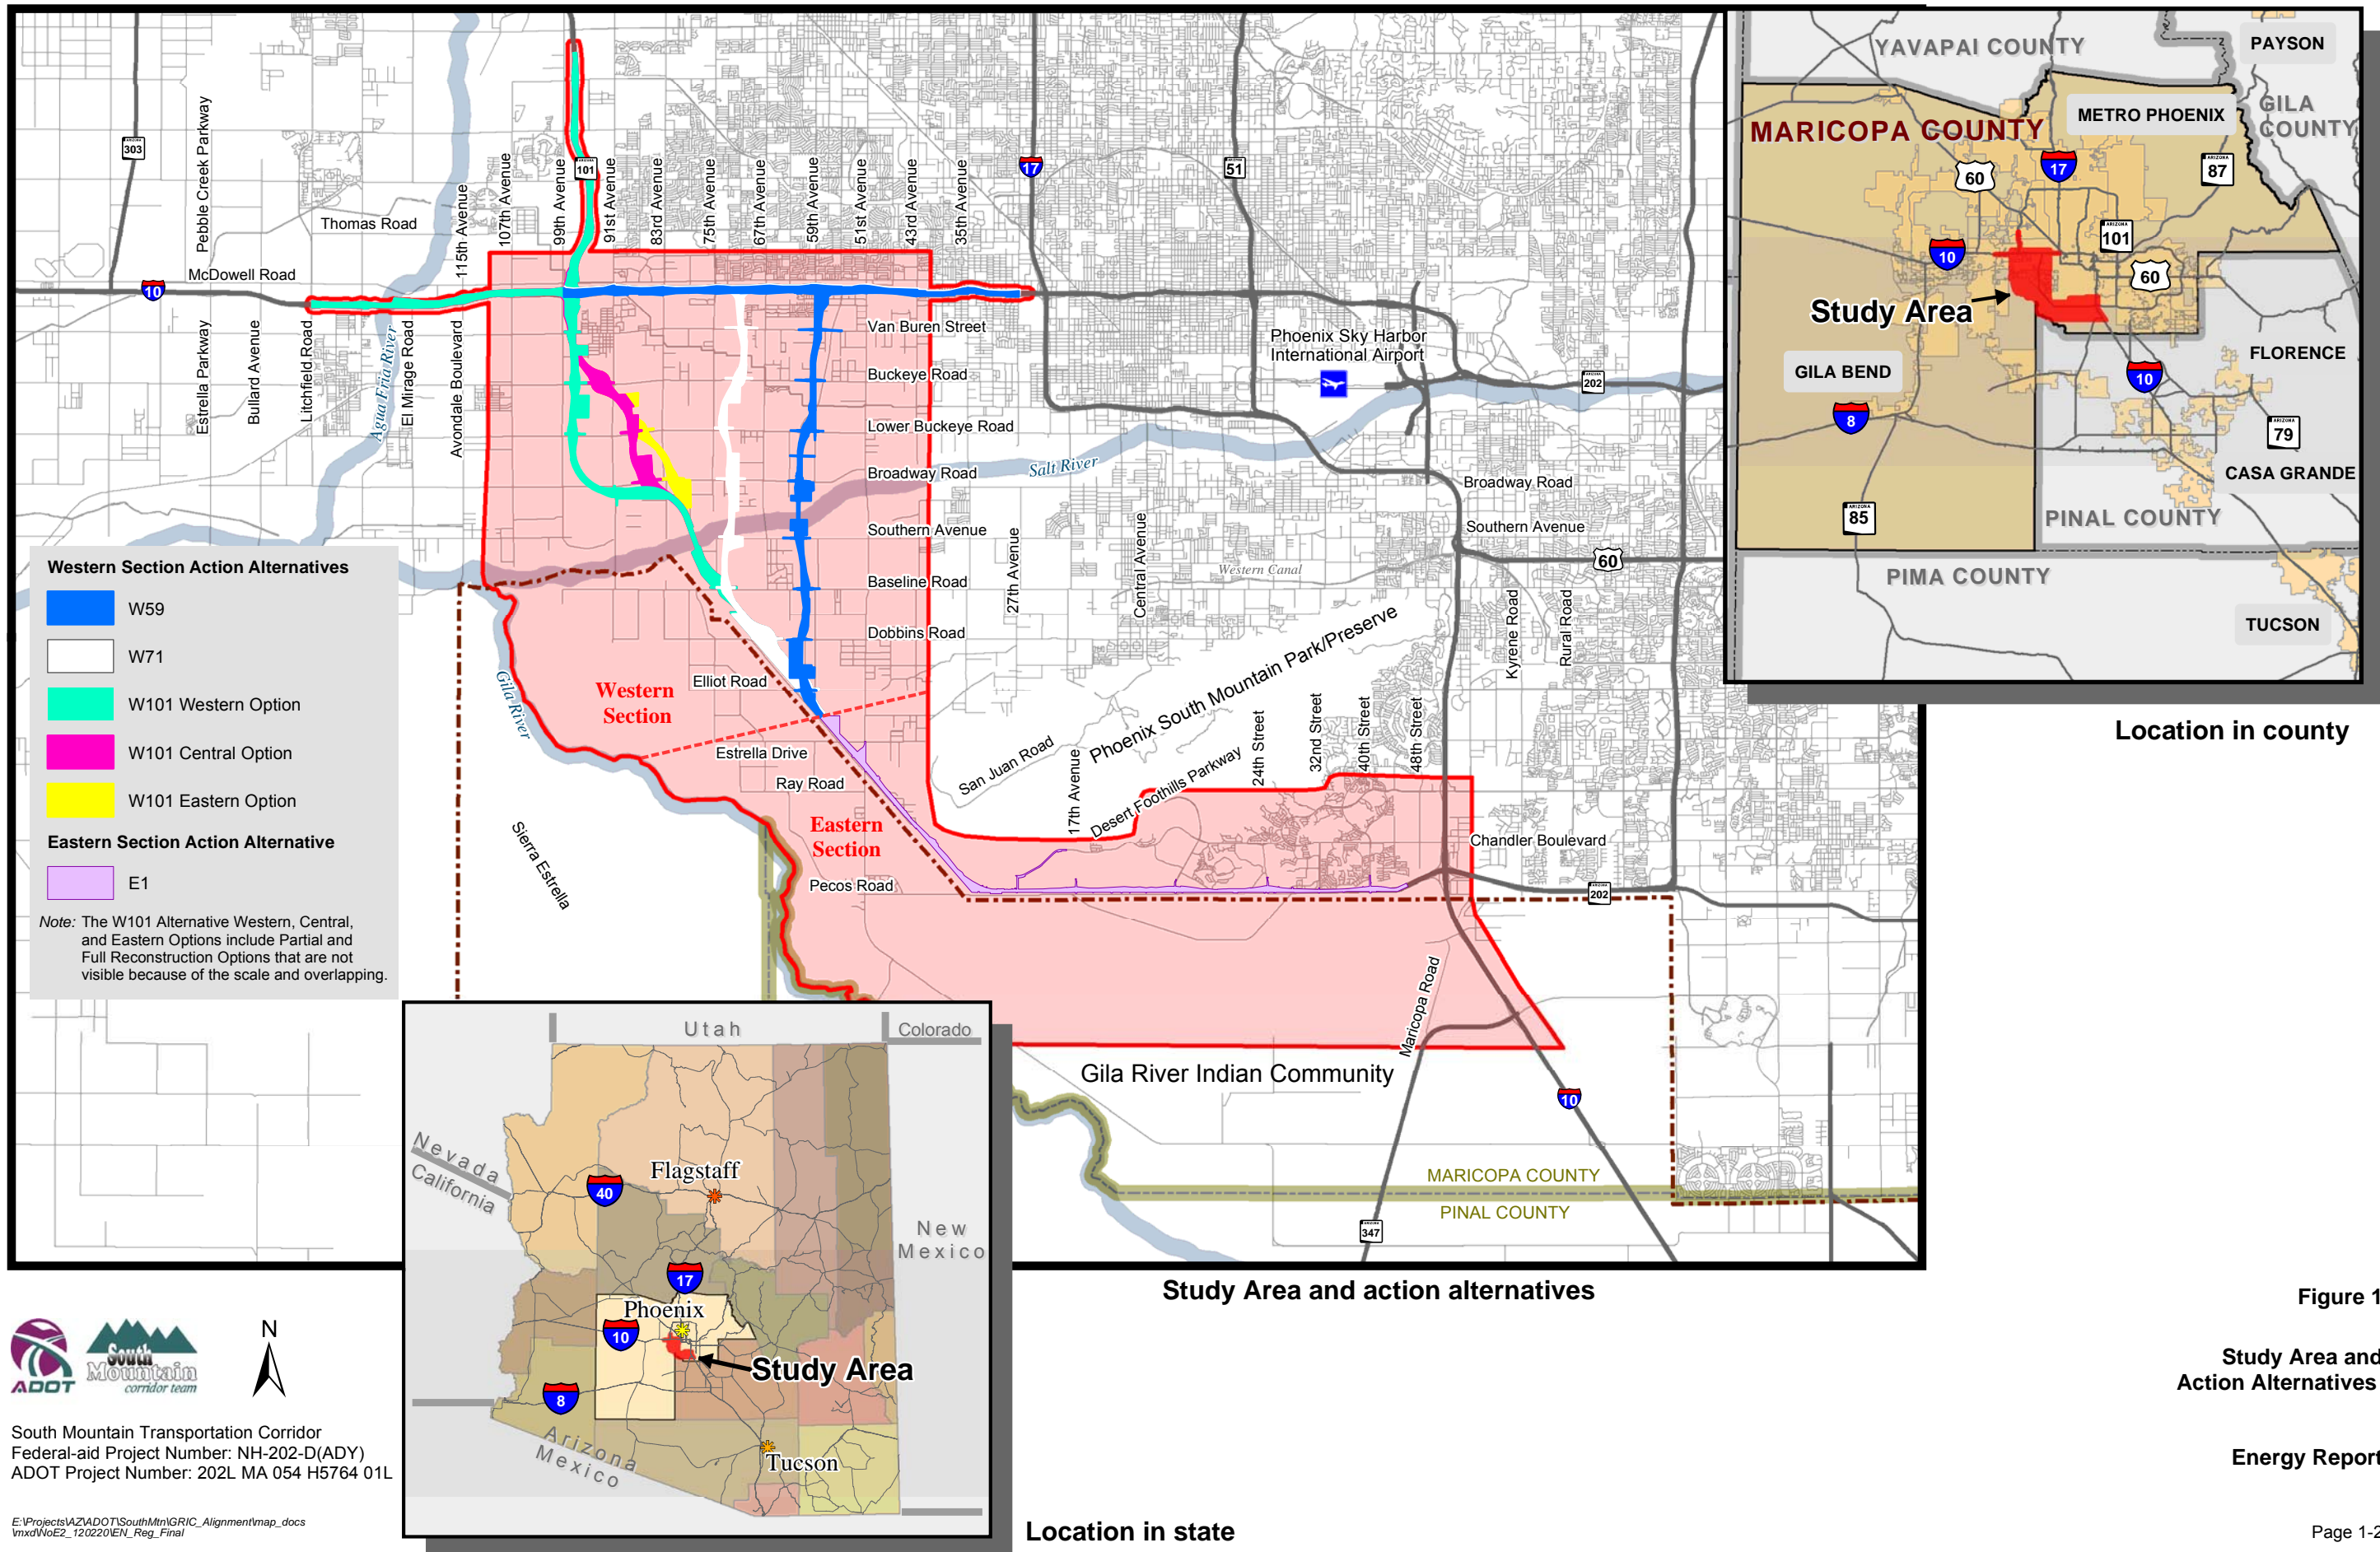 303
Pebble Creek Parkway
Thomas Road
McDowell Road
10
115th Avenue
107th Avenue
99th Avenue
ARIZONA
101
91st Avenue
83rd Avenue
75th Avenue
67th Avenue
59th Avenue
51st Avenue
43rd Avenue
35th Avenue
17
ARIZONA
51
Estrella Parkway
Bullard Avenue
Litchfield Road
Agua Fria River
El Mirage Road
Avondale Boulevard
Van Buren Street
Buckeye Road
Lower Buckeye Road
Broadway Road
Southern Avenue
Baseline Road
Dobbins Road
Salt River
Phoenix Sky Harbor
International Airport
ARIZONA
202
Broadway Road
Southern Avenue
60
27th Avenue
Central Avenue
Western Canal
Kyrene Road
Rural Road
Phoenix South Mountain Park/Preserve
Gila River
Western
Section
Elliot Road
Estrella Drive
Ray Road
Eastern
Section
Pecos Road
Sierra Estrella
San Juan Road
17th Avenue
Desert Foothills Parkway
24th Street
32nd Street
40th Street
48th Street
Chandler Boulevard
ARIZONA
202
Maricopa Road
Gila River Indian Community
10
MARICOPA COUNTY
PINAL COUNTY
ARIZONA
347
Western Section Action Alternatives
W59
W71
W101 Western Option
W101 Central Option
W101 Eastern Option
Eastern Section Action Alternative
E1
Note: The W101 Alternative Western, Central,
and Eastern Options include Partial and
Full Reconstruction Options that are not
visible because of the scale and overlapping.
YAVAPAI COUNTY
PAYSON
METRO PHOENIX
GILA
COUNTY
MARICOPA COUNTY
60
17
ARIZONA
87
ARIZONA
101
10
60
Study Area
FLORENCE
GILA BEND
10
8
ARIZONA
79
CASA GRANDE
ARIZONA
85
PINAL COUNTY
PIMA COUNTY
TUCSON
Location in county
Utah
Colorado
Nevada
California
Flagstaff
40
New
Mexico
17
Phoenix
10
Study Area
8
Arizona
Mexico
Tucson
Location in state
Study Area and action alternatives
Figure 1
Study Area and
Action Alternatives
Energy Report
Page 1-2
ADOT
South
Mountain
corridor team
N
South Mountain Transportation Corridor
Federal-aid Project Number: NH-202-D(ADY)
ADOT Project Number: 202L MA 054 H5764 01L
E:\Projects\AZ\ADOT\SouthMtn\GRIC_Alignment\map_docs
\mxd\NoE2_120220\EN_Reg_Final